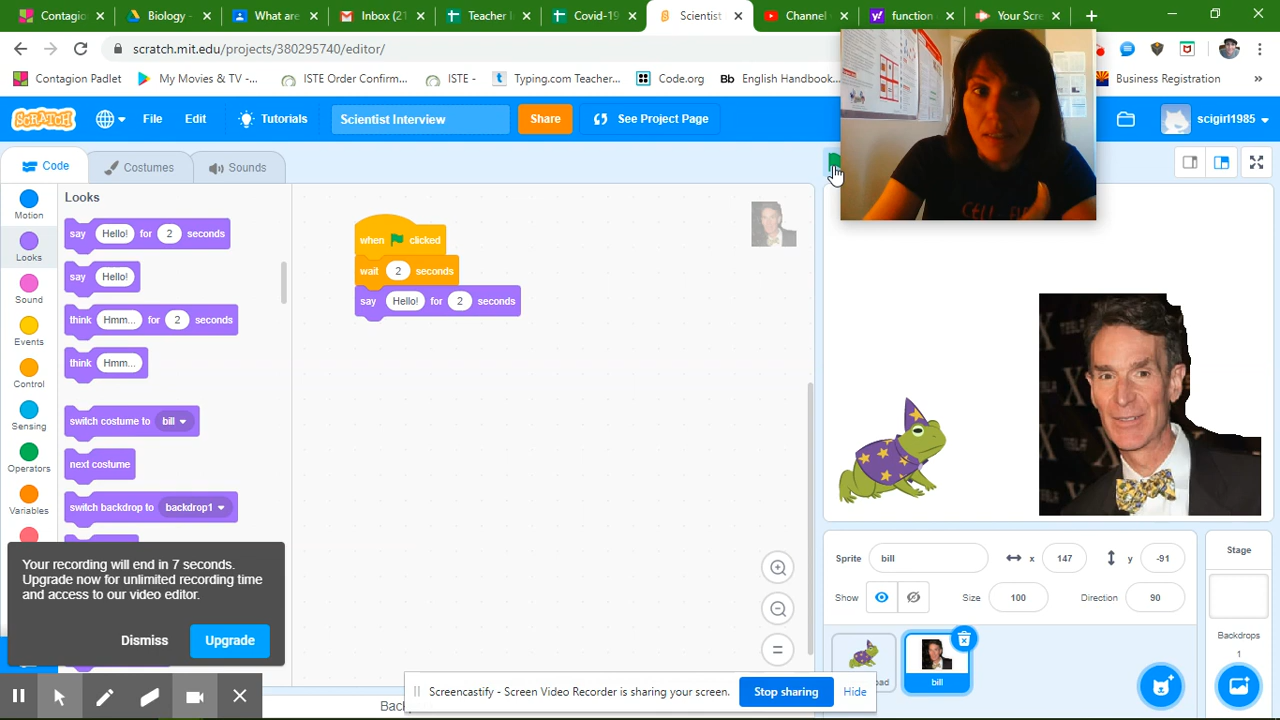 Contagio
Biology -
What are
Inbox (21
Teacher I
Covid-19
Scientist
Channel
function
Your Scre
scratch.mit.edu/projects/380295740/editor/
Contagion Padlet
My Movies & TV -...
ISTE Order Confirm...
ISTE -
Typing.com Teacher...
Code.org
Bb English Handbook...
Business Registration
SCRATCH
File
Edit
Tutorials
Scientist Interview
Share
See Project Page
scigirl1985
Code
Costumes
Sounds
Motion
Looks
Sound
Events
Control
Sensing
Operators
Variables
Looks
say Hello! for 2 seconds
say Hello!
think Hmm... for 2 seconds
think Hmm...
switch costume to bill
next costume
switch backdrop to backdrop1
when clicked
wait 2 seconds
say Hello! for 2 seconds
Your recording will end in 7 seconds.
Upgrade now for unlimited recording time
and access to our video editor.
Dismiss
Upgrade
Sprite bill x 147 y -91
Show Size 100 Direction 90
Stage
Backdrops
1
oad
bill
Screencastify - Screen Video Recorder is sharing your screen.
Stop sharing
Hide